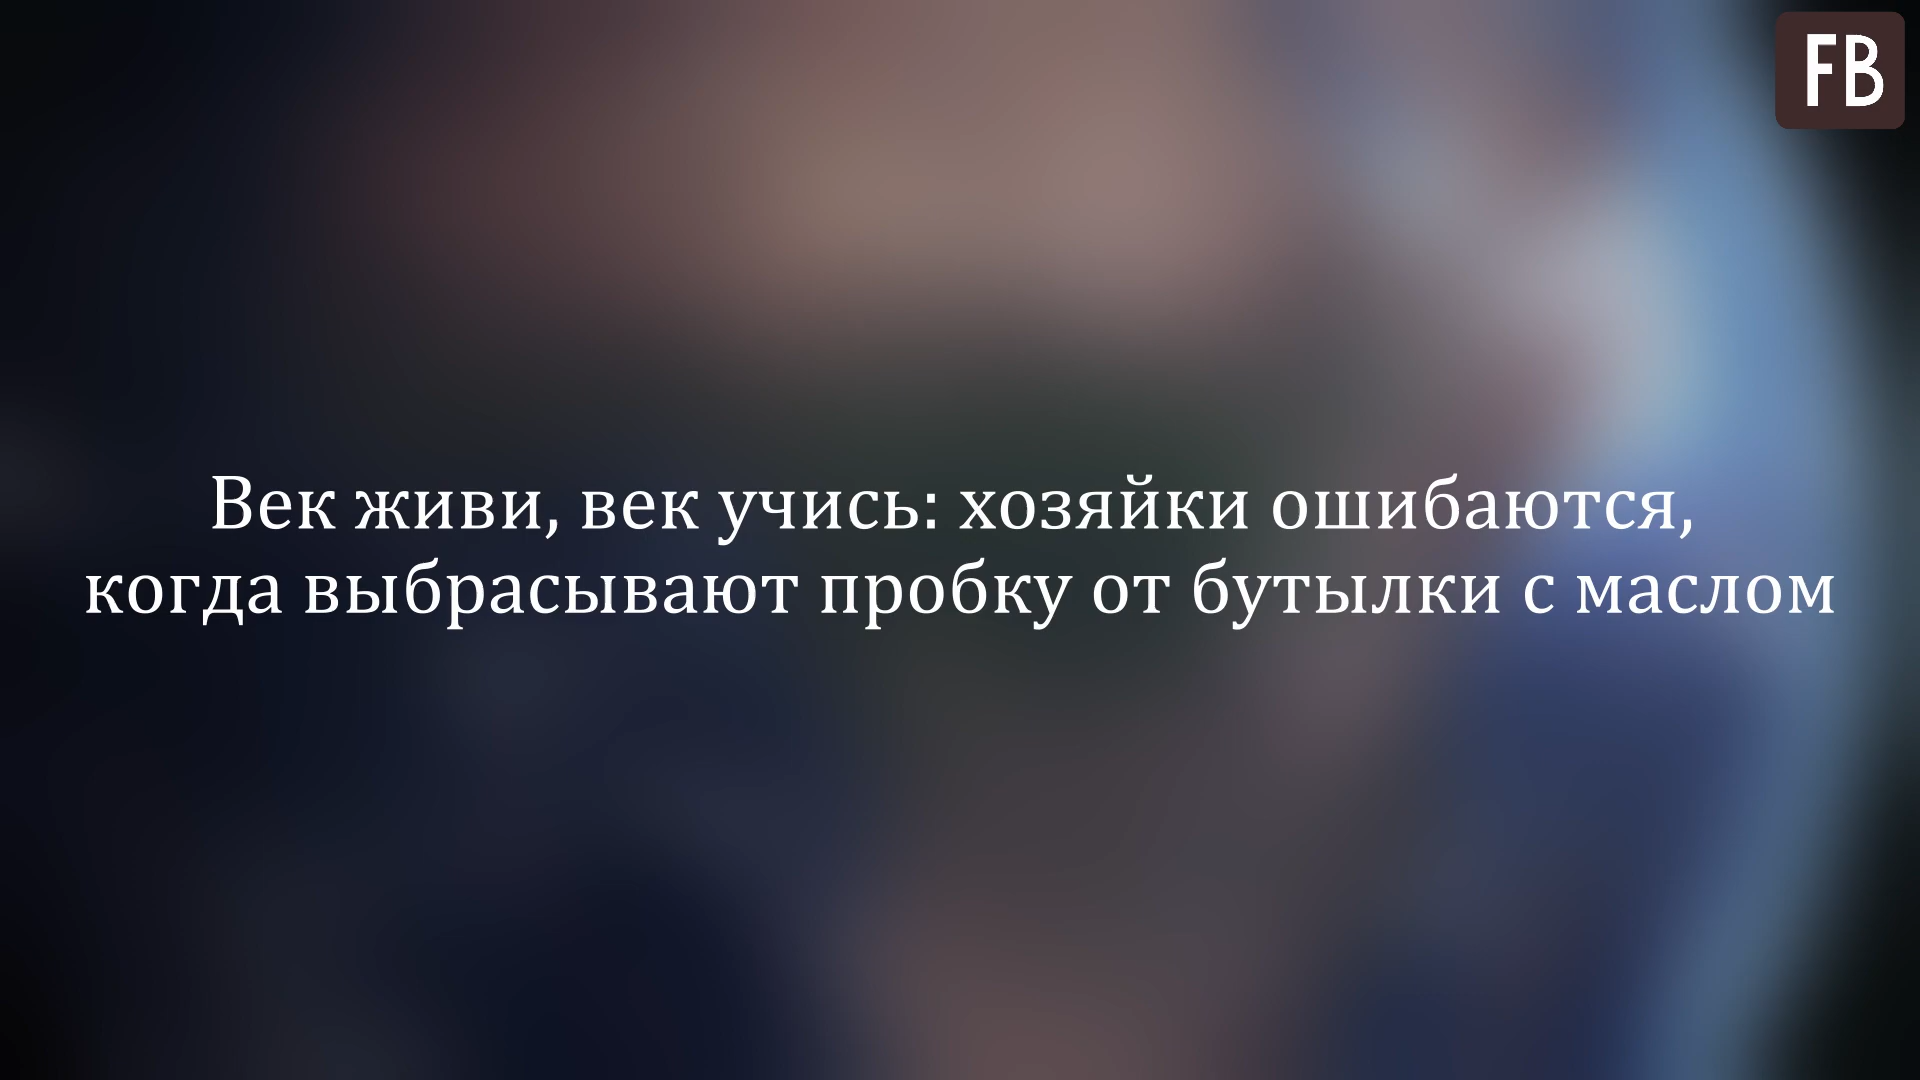 FB
Век живи, век учись: хозяйки ошибаются,
когда выбрасывают пробку от бутылки с маслом